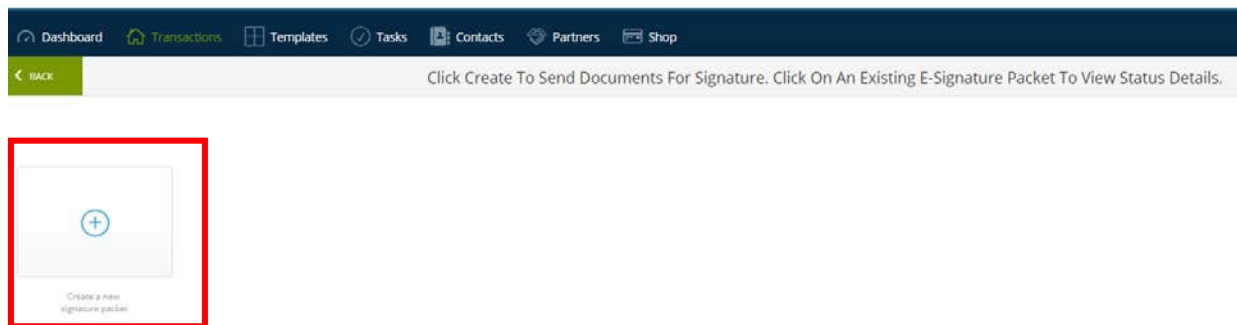 Dashboard Transactions Templates Tasks Contacts Partners Shop
BACK
Click Create To Send Documents For Signature. Click On An Existing E-Signature Packet To View Status Details.
Create a new
signature packet